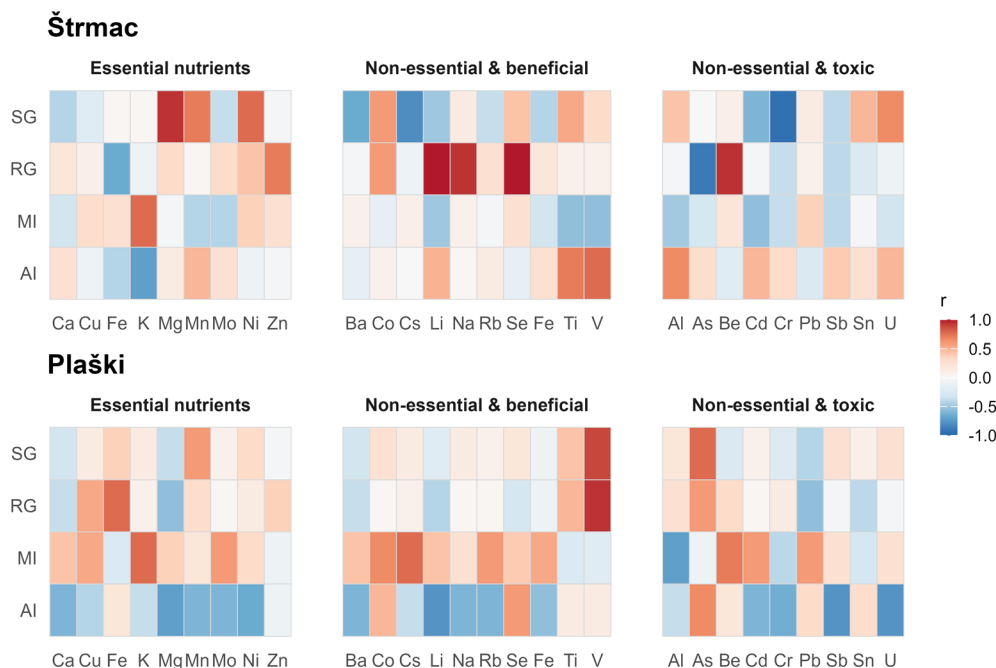 Štrmac
Essential nutrients Non-essential & beneficial Non-essential & toxic
SG
RG
MI
AI
Ca Cu Fe K Mg Mn Mo Ni Zn Ba Co Cs Li Na Rb Se Fe Ti V Al As Be Cd Cr Pb Sb Sn U
r
1.0
0.5
0.0
-0.5
-1.0
Plaški
Essential nutrients Non-essential & beneficial Non-essential & toxic
SG
RG
MI
AI
Ca Cu Fe K Mg Mn Mo Ni Zn Ba Co Cs Li Na Rb Se Fe Ti V Al As Be Cd Cr Pb Sb Sn U